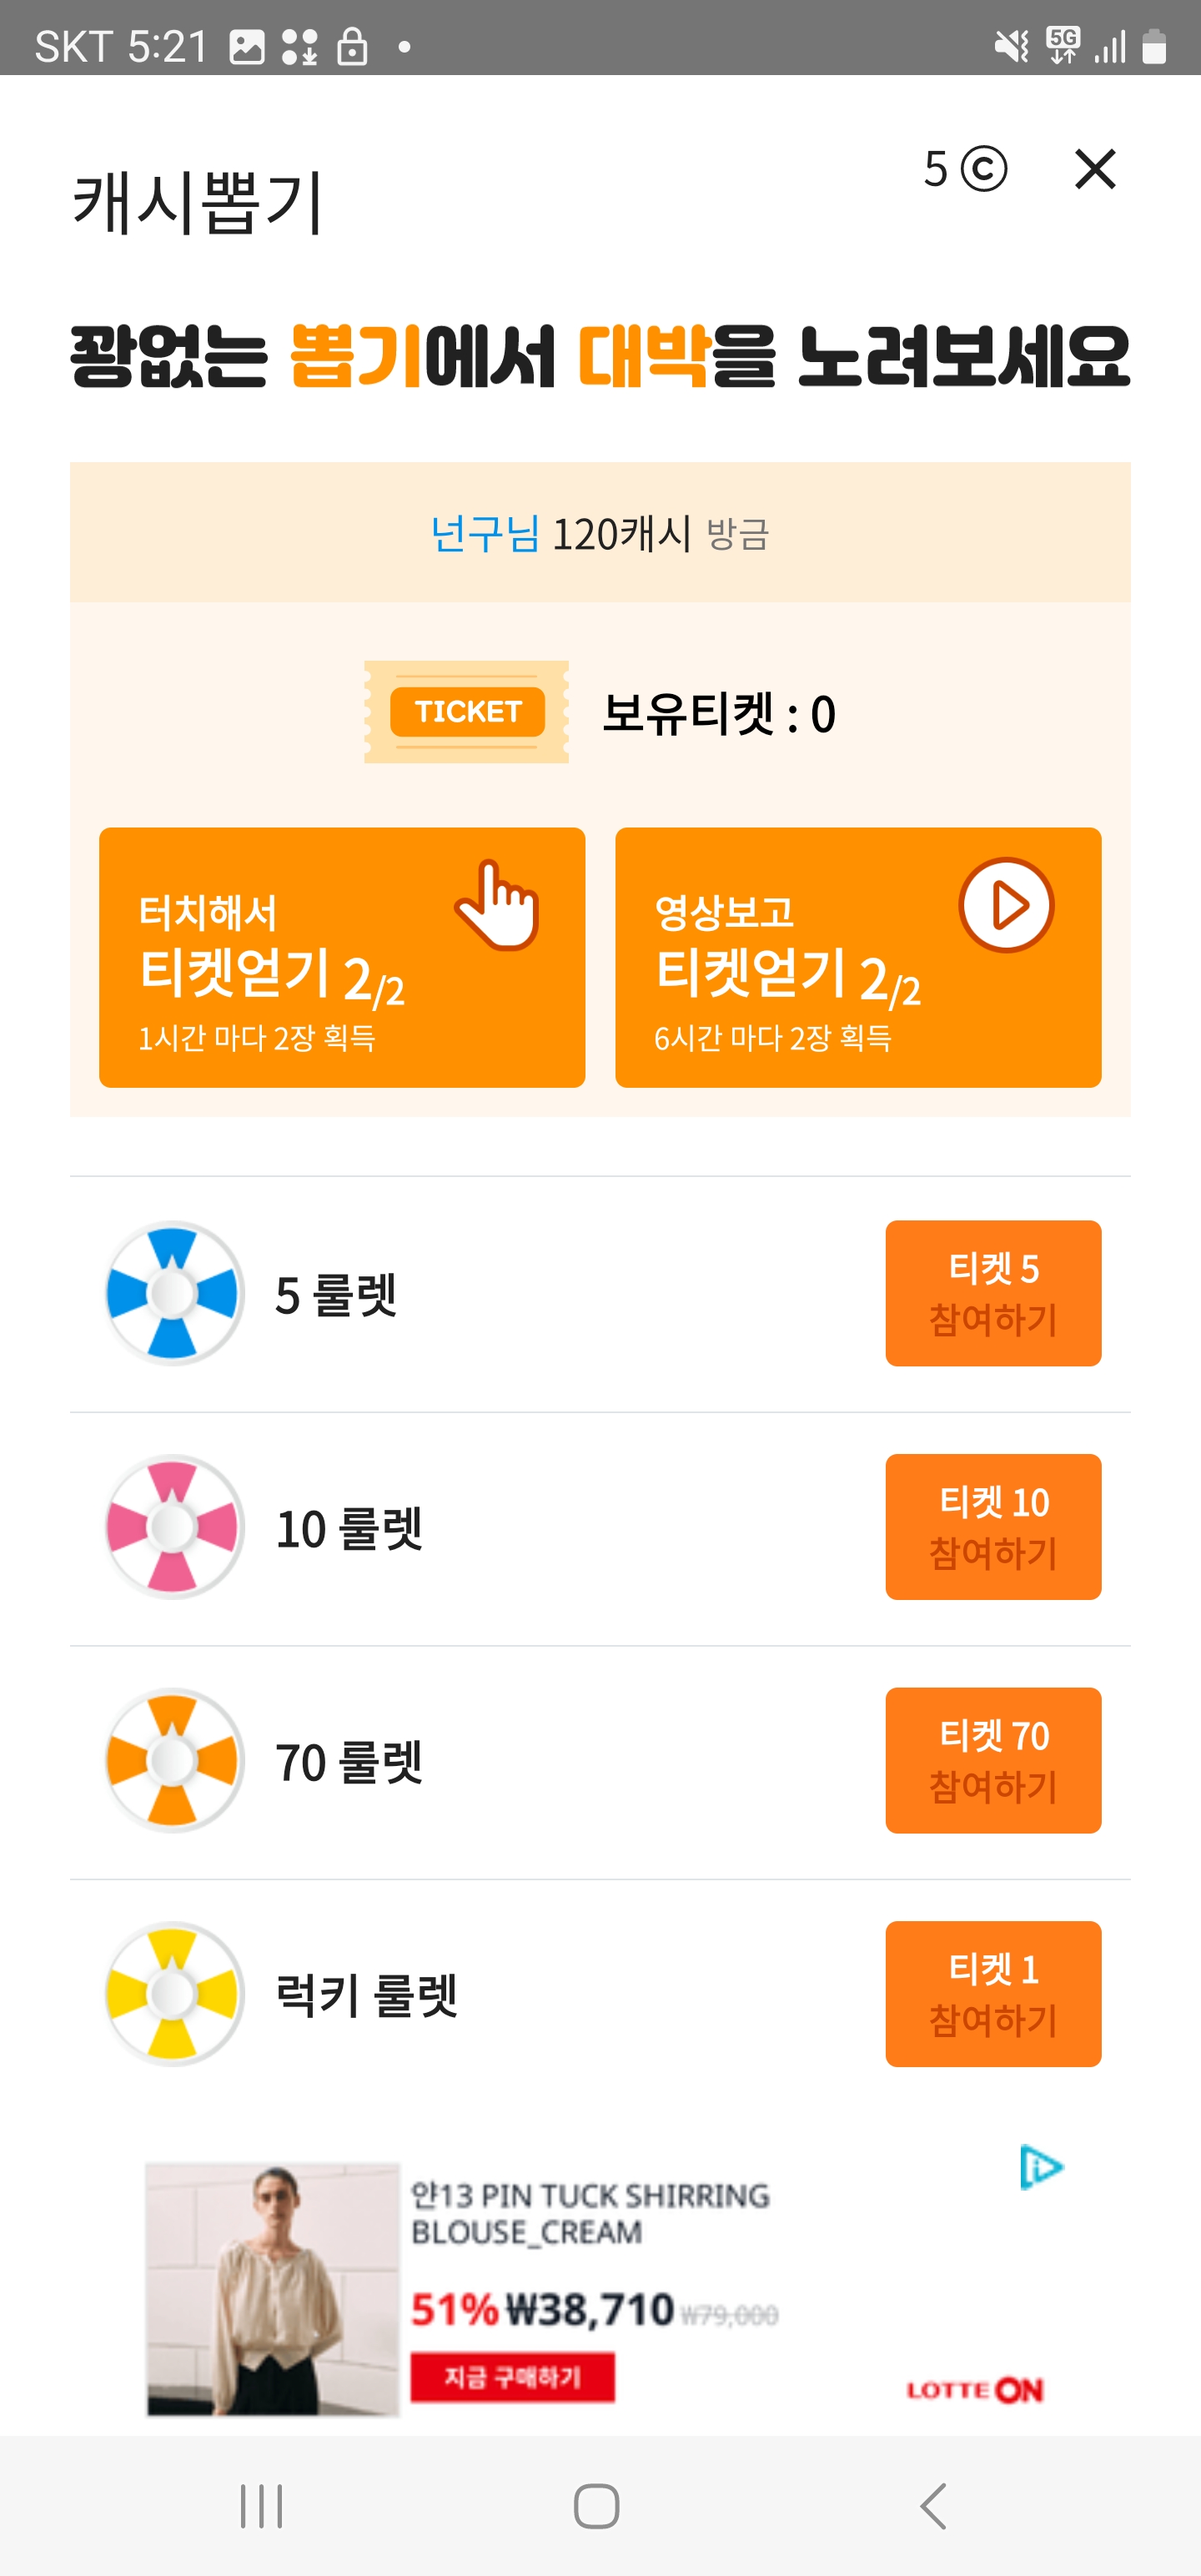 SKT 5:21
5G
5 ⓒ
캐시뽑기
꽝없는 뽑기에서 대박을 노려보세요
넌구님 120캐시 방금
TICKET
보유티켓 : 0
터치해서
티켓얻기 2/2
1시간 마다 2장 획득
영상보고
티켓얻기 2/2
6시간 마다 2장 획득
5 룰렛
티켓 5
참여하기
10 룰렛
티켓 10
참여하기
70 룰렛
티켓 70
참여하기
럭키 룰렛
티켓 1
참여하기
얀13 PIN TUCK SHIRRING
BLOUSE_CREAM
51% ₩38,710 ₩79,000
지금 구매하기
LOTTE ON